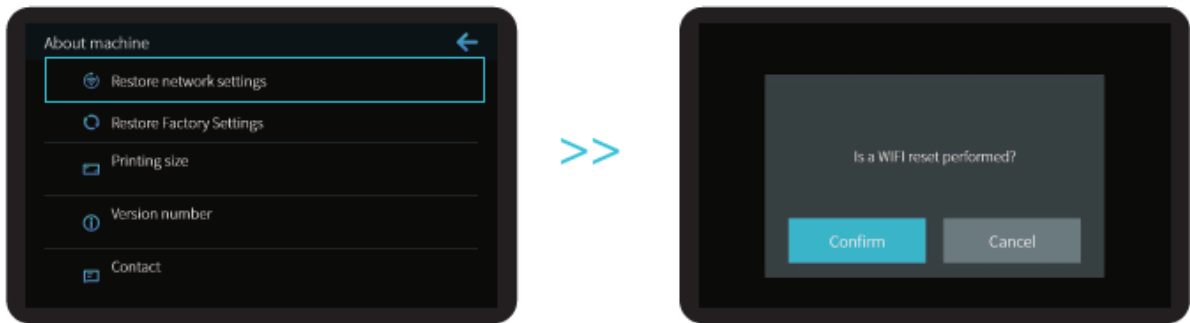 About machine
Restore network settings
Restore Factory Settings
Printing size
Version number
Contact
>>
Is a WIFI reset performed?
Confirm
Cancel